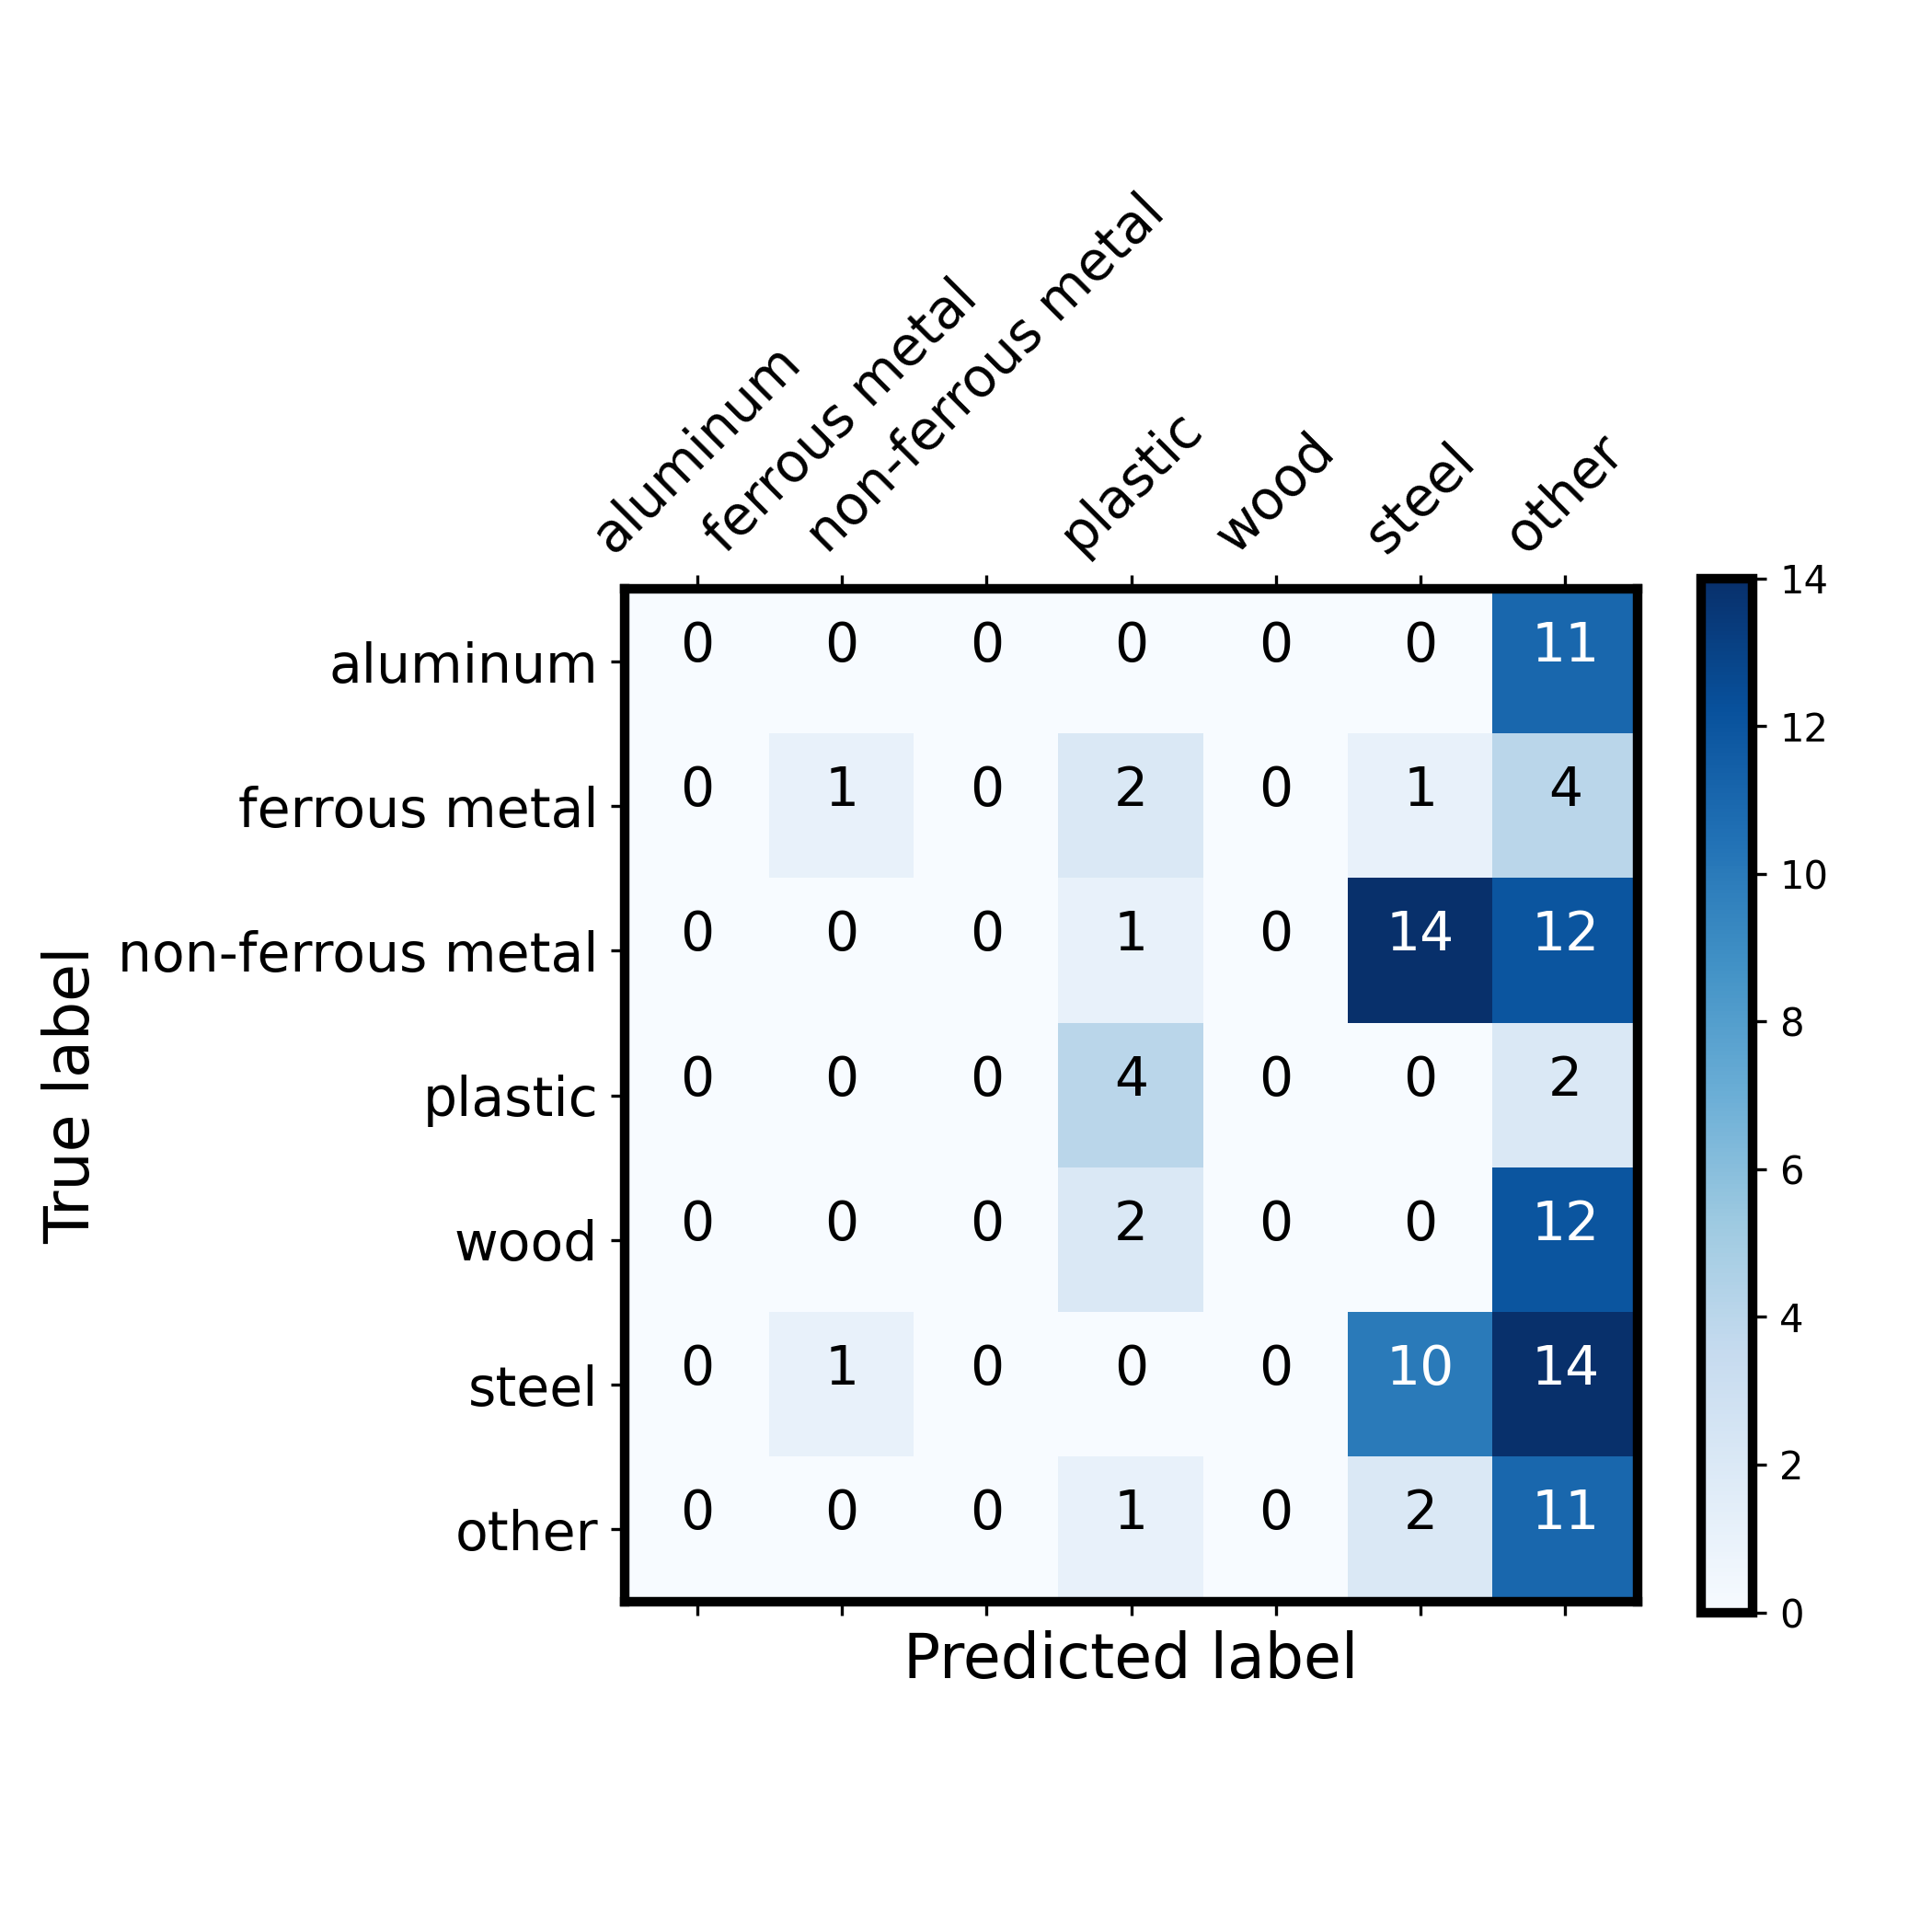 aluminum
ferrous metal
non-ferrous metal
plastic
wood
steel
other
aluminum 0 0 0 0 0 0 11
ferrous metal 0 1 0 2 0 1 4
non-ferrous metal 0 0 0 1 0 14 12
plastic 0 0 0 4 0 0 2
wood 0 0 0 2 0 0 12
steel 0 1 0 0 0 10 14
other 0 0 0 1 0 2 11
True label
Predicted label
14
12
10
8
6
4
2
0